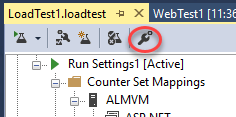 LoadTest1.loadtest
WebTest1 [11:36
Run Settings1 [Active]
Counter Set Mappings
ALMVM
ASP.NET